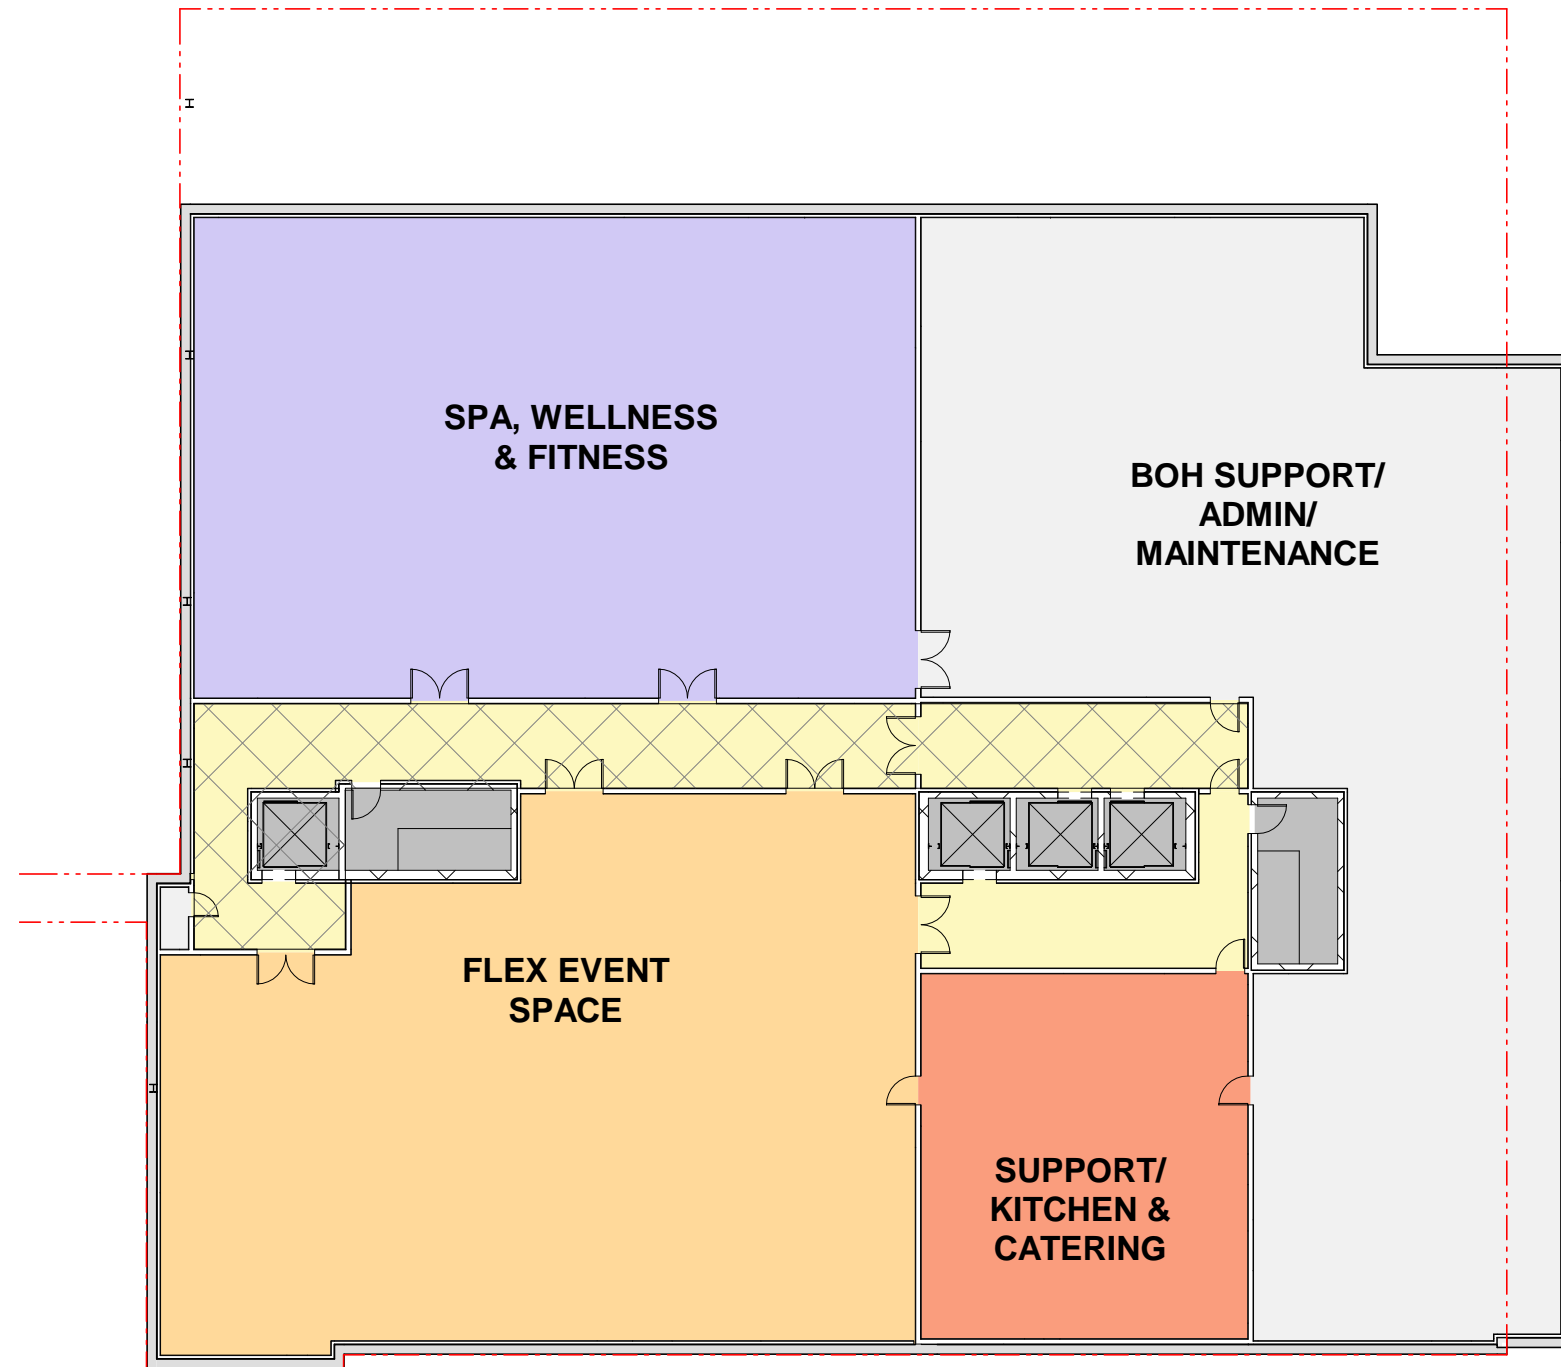 SPA, WELLNESS
& FITNESS
BOH SUPPORT/
ADMIN/
MAINTENANCE
FLEX EVENT
SPACE
SUPPORT/
KITCHEN &
CATERING